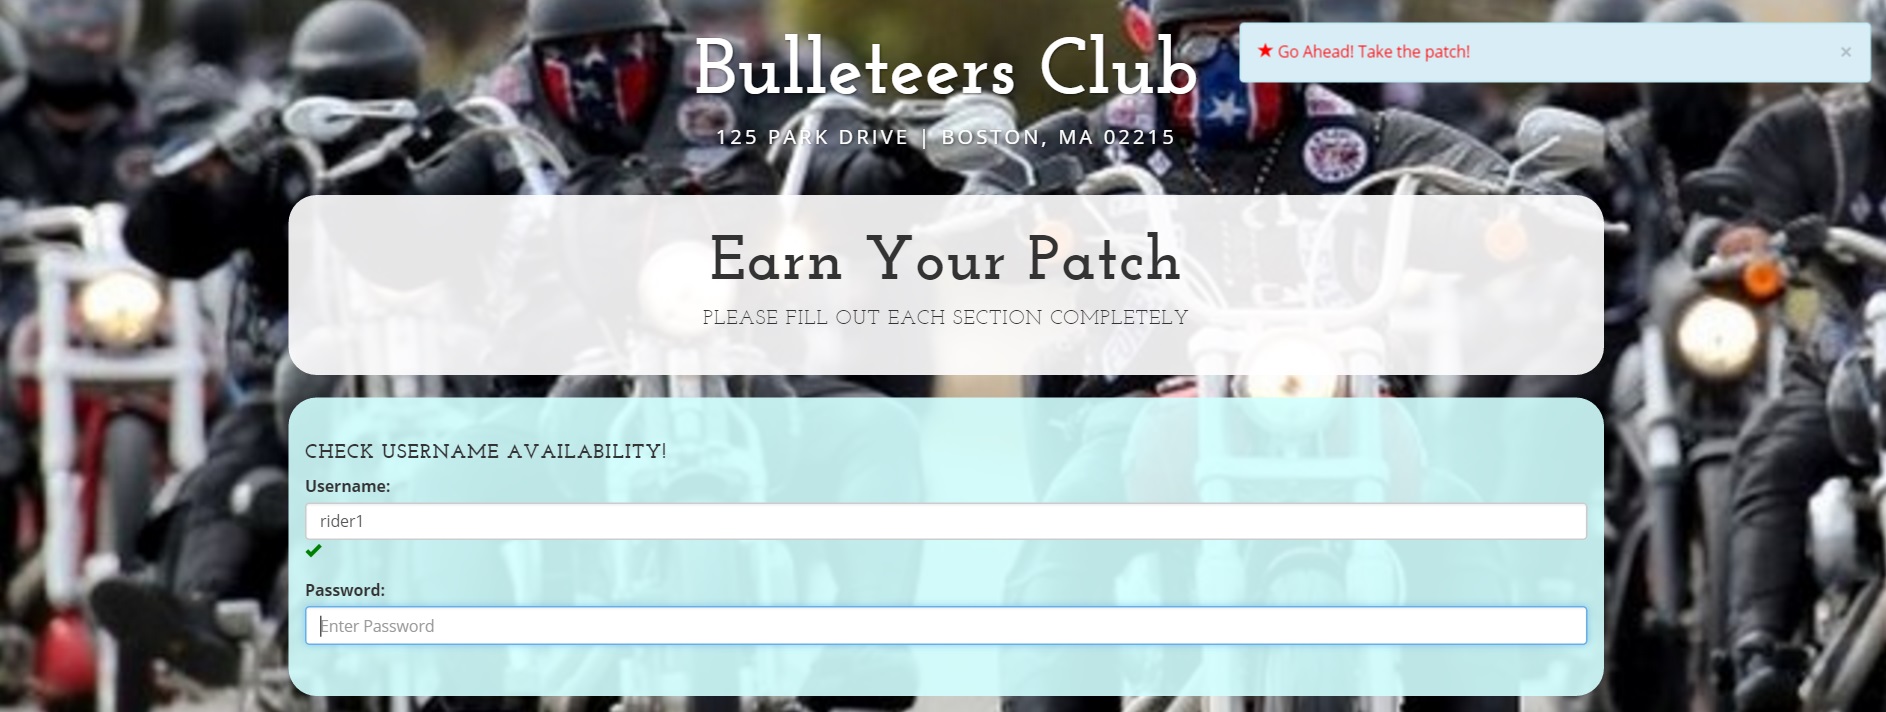 Bulleteers Club
★ Go Ahead! Take the patch! ×
125 PARK DRIVE | BOSTON, MA 02215
Earn Your Patch
PLEASE FILL OUT EACH SECTION COMPLETELY
CHECK USERNAME AVAILABILITY!
Username:
rider1
Password:
Enter Password